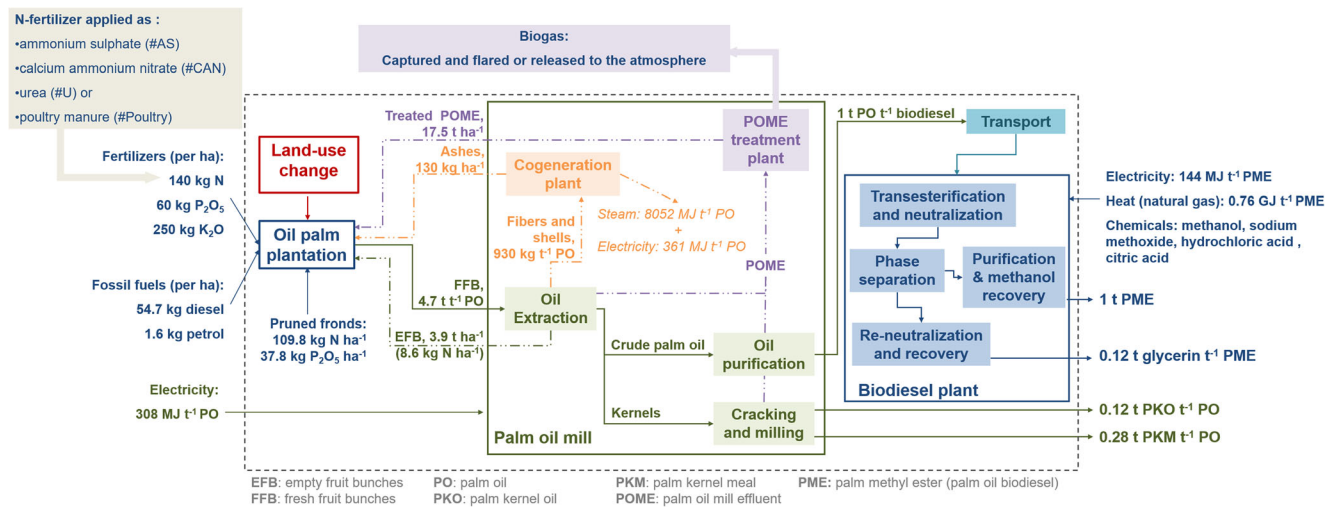 N-fertilizer applied as :
•ammonium sulphate (#AS)
•calcium ammonium nitrate (#CAN)
•urea (#U) or
•poultry manure (#Poultry)
Biogas:
Captured and flared or released to the atmosphere
Fertilizers (per ha):
140 kg N
60 kg P₂O₅
250 kg K₂O
Fossil fuels (per ha):
54.7 kg diesel
1.6 kg petrol
Electricity:
308 MJ t⁻¹ PO
Land-use
change
Oil palm
plantation
Pruned fronds:
109.8 kg N ha⁻¹
37.8 kg P₂O₅ ha⁻¹
Treated POME,
17.5 t ha⁻¹
Ashes,
130 kg ha⁻¹
FFB,
4.7 t t⁻¹ PO
EFB, 3.9 t ha⁻¹
(8.6 kg N ha⁻¹)
Cogeneration
plant
Fibers and
shells,
930 kg t⁻¹ PO
Steam: 8052 MJ t⁻¹ PO
+
Electricity: 361 MJ t⁻¹ PO
Oil
Extraction
Crude palm oil
Kernels
Palm oil mill
POME
treatment
plant
POME
Oil
purification
Cracking
and milling
1 t PO t⁻¹ biodiesel
Transport
Transesterification
and neutralization
Phase
separation
Purification
& methanol
recovery
Re-neutralization
and recovery
Biodiesel plant
Electricity: 144 MJ t⁻¹ PME
Heat (natural gas): 0.76 GJ t⁻¹ PME
Chemicals: methanol, sodium
methoxide, hydrochloric acid ,
citric acid
1 t PME
0.12 t glycerin t⁻¹ PME
0.12 t PKO t⁻¹ PO
0.28 t PKM t⁻¹ PO
EFB: empty fruit bunches PO: palm oil PKM: palm kernel meal PME: palm methyl ester (palm oil biodiesel)
FFB: fresh fruit bunches PKO: palm kernel oil POME: palm oil mill effluent